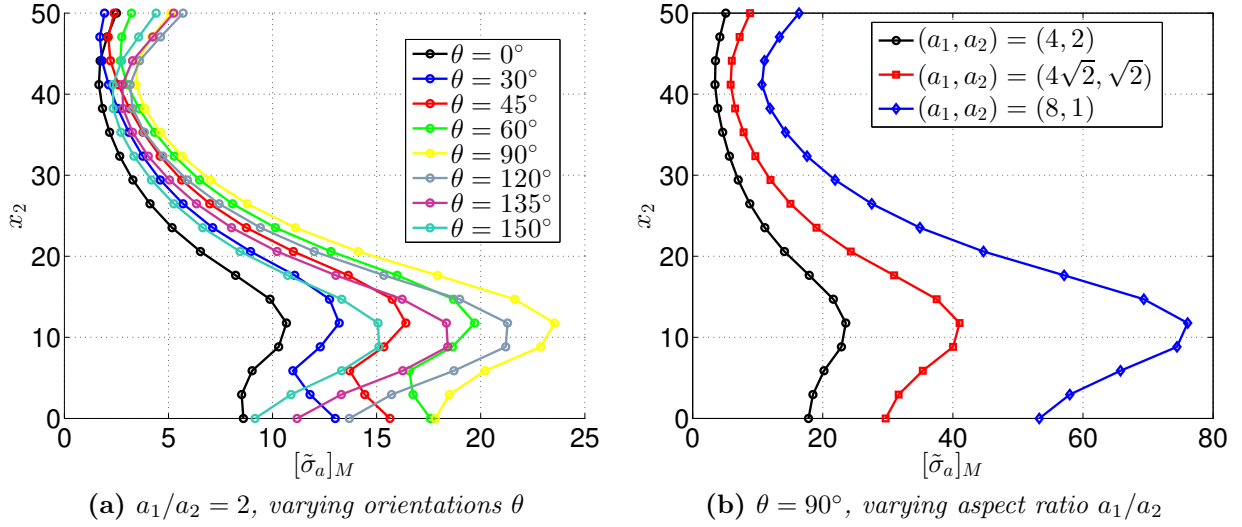 50
40
30
20
10
0
x₂
0 5 10 15 20 25
[σ̃ₐ]_M
θ = 0°
θ = 30°
θ = 45°
θ = 60°
θ = 90°
θ = 120°
θ = 135°
θ = 150°
(a) a₁/a₂ = 2, varying orientations θ
50
40
30
20
10
0
x₂
0 20 40 60 80
[σ̃ₐ]_M
(a₁, a₂) = (4, 2)
(a₁, a₂) = (4√2, √2)
(a₁, a₂) = (8, 1)
(b) θ = 90°, varying aspect ratio a₁/a₂